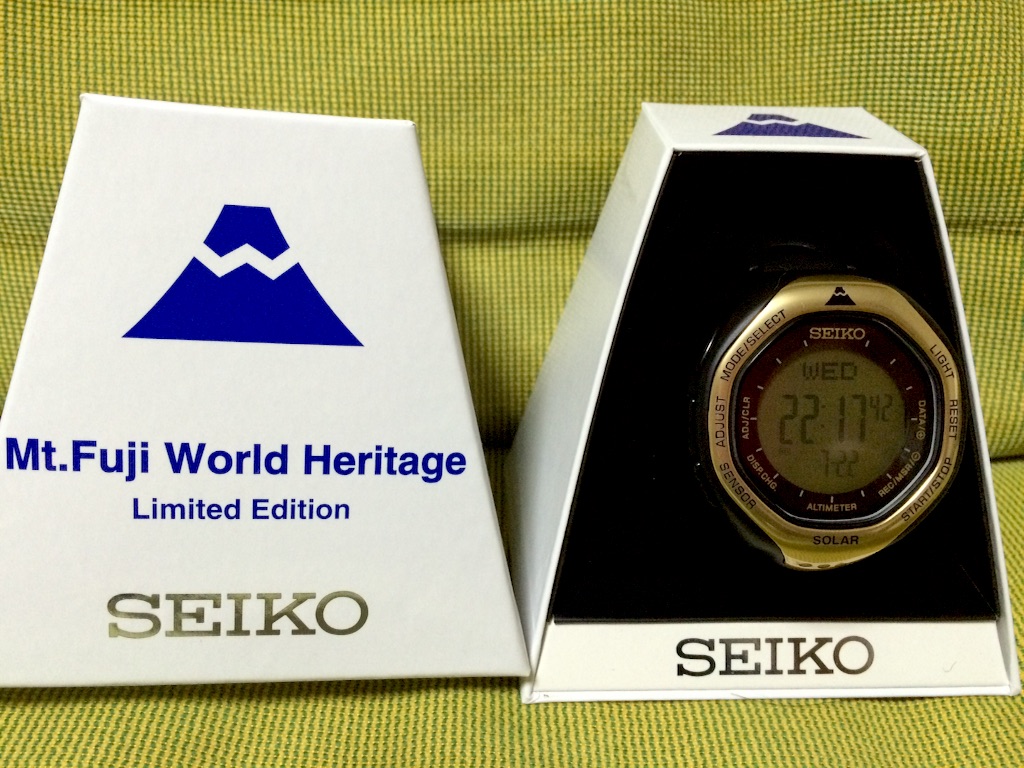 Mt.Fuji World Heritage
Limited Edition
SEIKO
SEIKO
MODE/SELECT
LIGHT
WED
22:17 42
7-22
ADJUST
ADJ/CLR
DATA/
RESET
SENSOR
DISP.CHG.
REC/MSR/
START/STOP
ALTIMETER
SOLAR
SEIKO